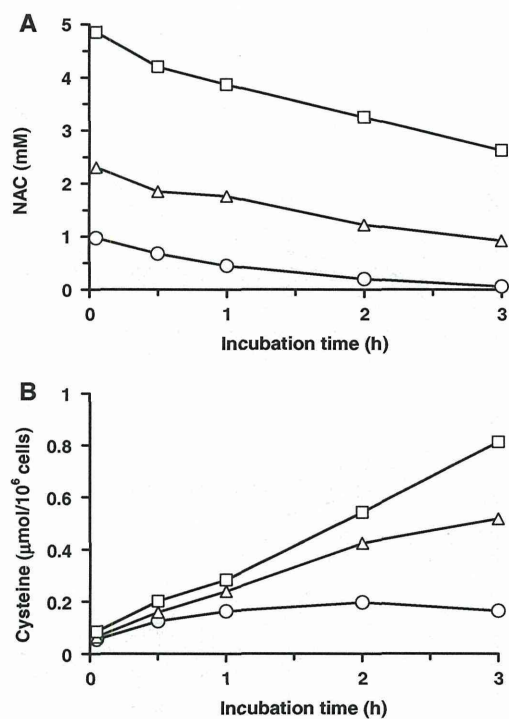 A
5
4
3
2
1
0
NAC (mM)
0 1 2 3
Incubation time (h)
B
1
0.8
0.6
0.4
0.2
0
Cysteine (μmol/10⁶ cells)
0 1 2 3
Incubation time (h)